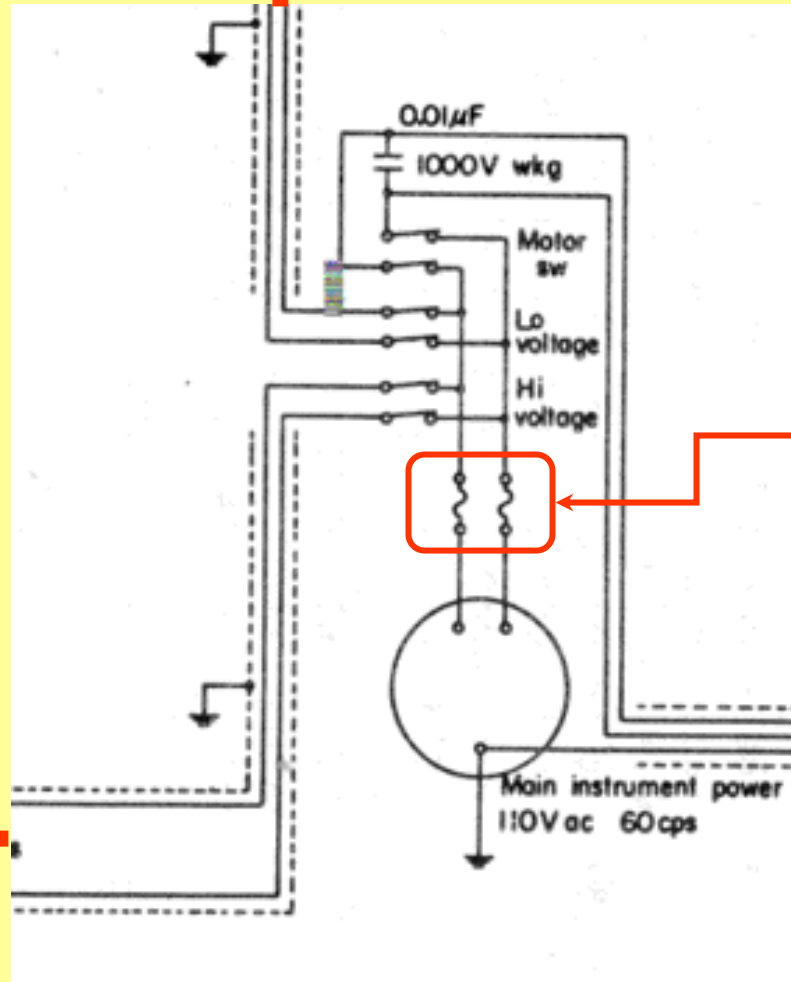 0.01μF
1000V wkg
Motor
sw
Lo
voltage
Hi
voltage
Main instrument power
110V ac 60cps
s